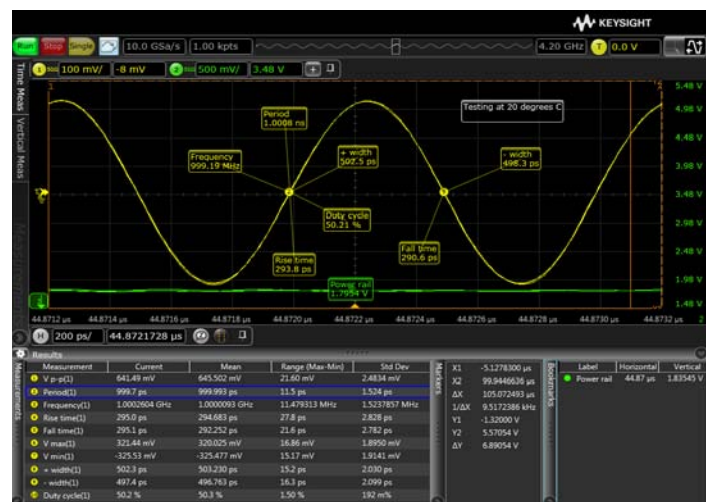 KEYSIGHT
Run Stop Single 10.0 GSa/s 1.00 kpts 4.20 GHz T 0.0 V
1 50Ω 100 mV/ -8 mV 2 50Ω 500 mV/ 3.48 V +
Time Meas
Vertical Meas
Measurements
5.48 V
4.98 V
4.48 V
3.98 V
3.48 V
2.98 V
2.48 V
1.98 V
1.48 V
Testing at 20 degrees C
Period
1.0008 ns
Frequency
999.19 MHz
+ width
502.5 ps
- width
498.3 ps
Duty cycle
50.21 %
Rise time
293.8 ps
Fall time
290.6 ps
Power rail
1.7954 V
44.8712 µs 44.8714 µs 44.8716 µs 44.8718 µs 44.8720 µs 44.8722 µs 44.8724 µs 44.8726 µs 44.8728 µs 44.8730 µs 44.8732 µs 2
H 200 ps/ 44.8721728 µs
Results
Measurements
Measurement Current Mean Range (Max-Min) Std Dev
V p-p(1) 641.49 mV 645.502 mV 21.60 mV 2.4834 mV
Period(1) 999.7 ps 999.993 ps 11.5 ps 1.524 ps
Frequency(1) 1.0002604 GHz 1.0000093 GHz 11.479313 MHz 1.5237857 MHz
Rise time(1) 295.0 ps 294.683 ps 27.8 ps 2.828 ps
Fall time(1) 295.1 ps 292.252 ps 21.6 ps 2.782 ps
V max(1) 321.44 mV 320.025 mV 16.86 mV 1.8950 mV
V min(1) -325.53 mV -325.477 mV 15.17 mV 1.9141 mV
+ width(1) 502.3 ps 503.230 ps 15.2 ps 2.030 ps
- width(1) 497.4 ps 496.763 ps 16.3 ps 2.099 ps
Duty cycle(1) 50.2 % 50.3 % 1.50 % 192 m%
Markers
X1 -5.1278300 µs
X2 99.9446636 µs
ΔX 105.072493 µs
1/ΔX 9.5172386 kHz
Y1 -1.32000 V
Y2 5.57054 V
ΔY 6.89054 V
Bookmarks
Label Horizontal Vertical
Power rail 44.87 µs 1.83545 V